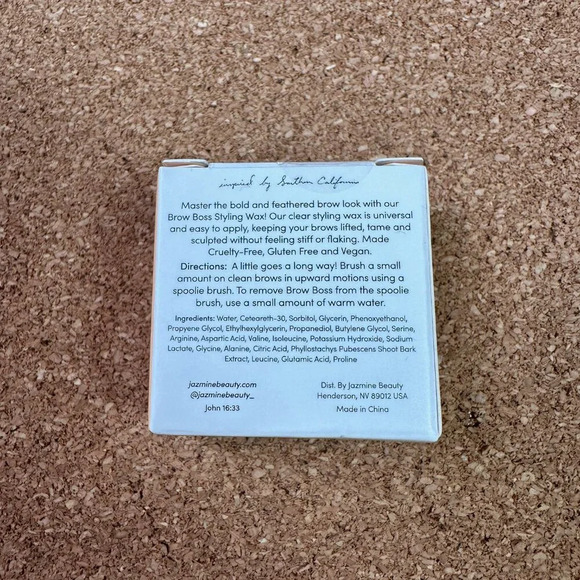 inspired by Southern California
Master the bold and feathered brow look with our
Brow Boss Styling Wax! Our clear styling wax is universal
and easy to apply, keeping your brows lifted, tame and
sculpted without feeling stiff or flaking. Made
Cruelty-Free, Gluten Free and Vegan.
Directions: A little goes a long way! Brush a small
amount on clean brows in upward motions using a
spoolie brush. To remove Brow Boss from the spoolie
brush, use a small amount of warm water.
Ingredients: Water, Ceteareth-30, Sorbitol, Glycerin, Phenoxyethanol,
Propyene Glycol, Ethylhexylglycerin, Propanediol, Butylene Glycol, Serine,
Arginine, Aspartic Acid, Valine, Isoleucine, Potassium Hydroxide, Sodium
Lactate, Glycine, Alanine, Citric Acid, Phyllostachys Pubescens Shoot Bark
Extract, Leucine, Glutamic Acid, Proline
jazminebeauty.com
@jazminebeauty_
John 16:33
Dist. By Jazmine Beauty
Henderson, NV 89012 USA
Made in China